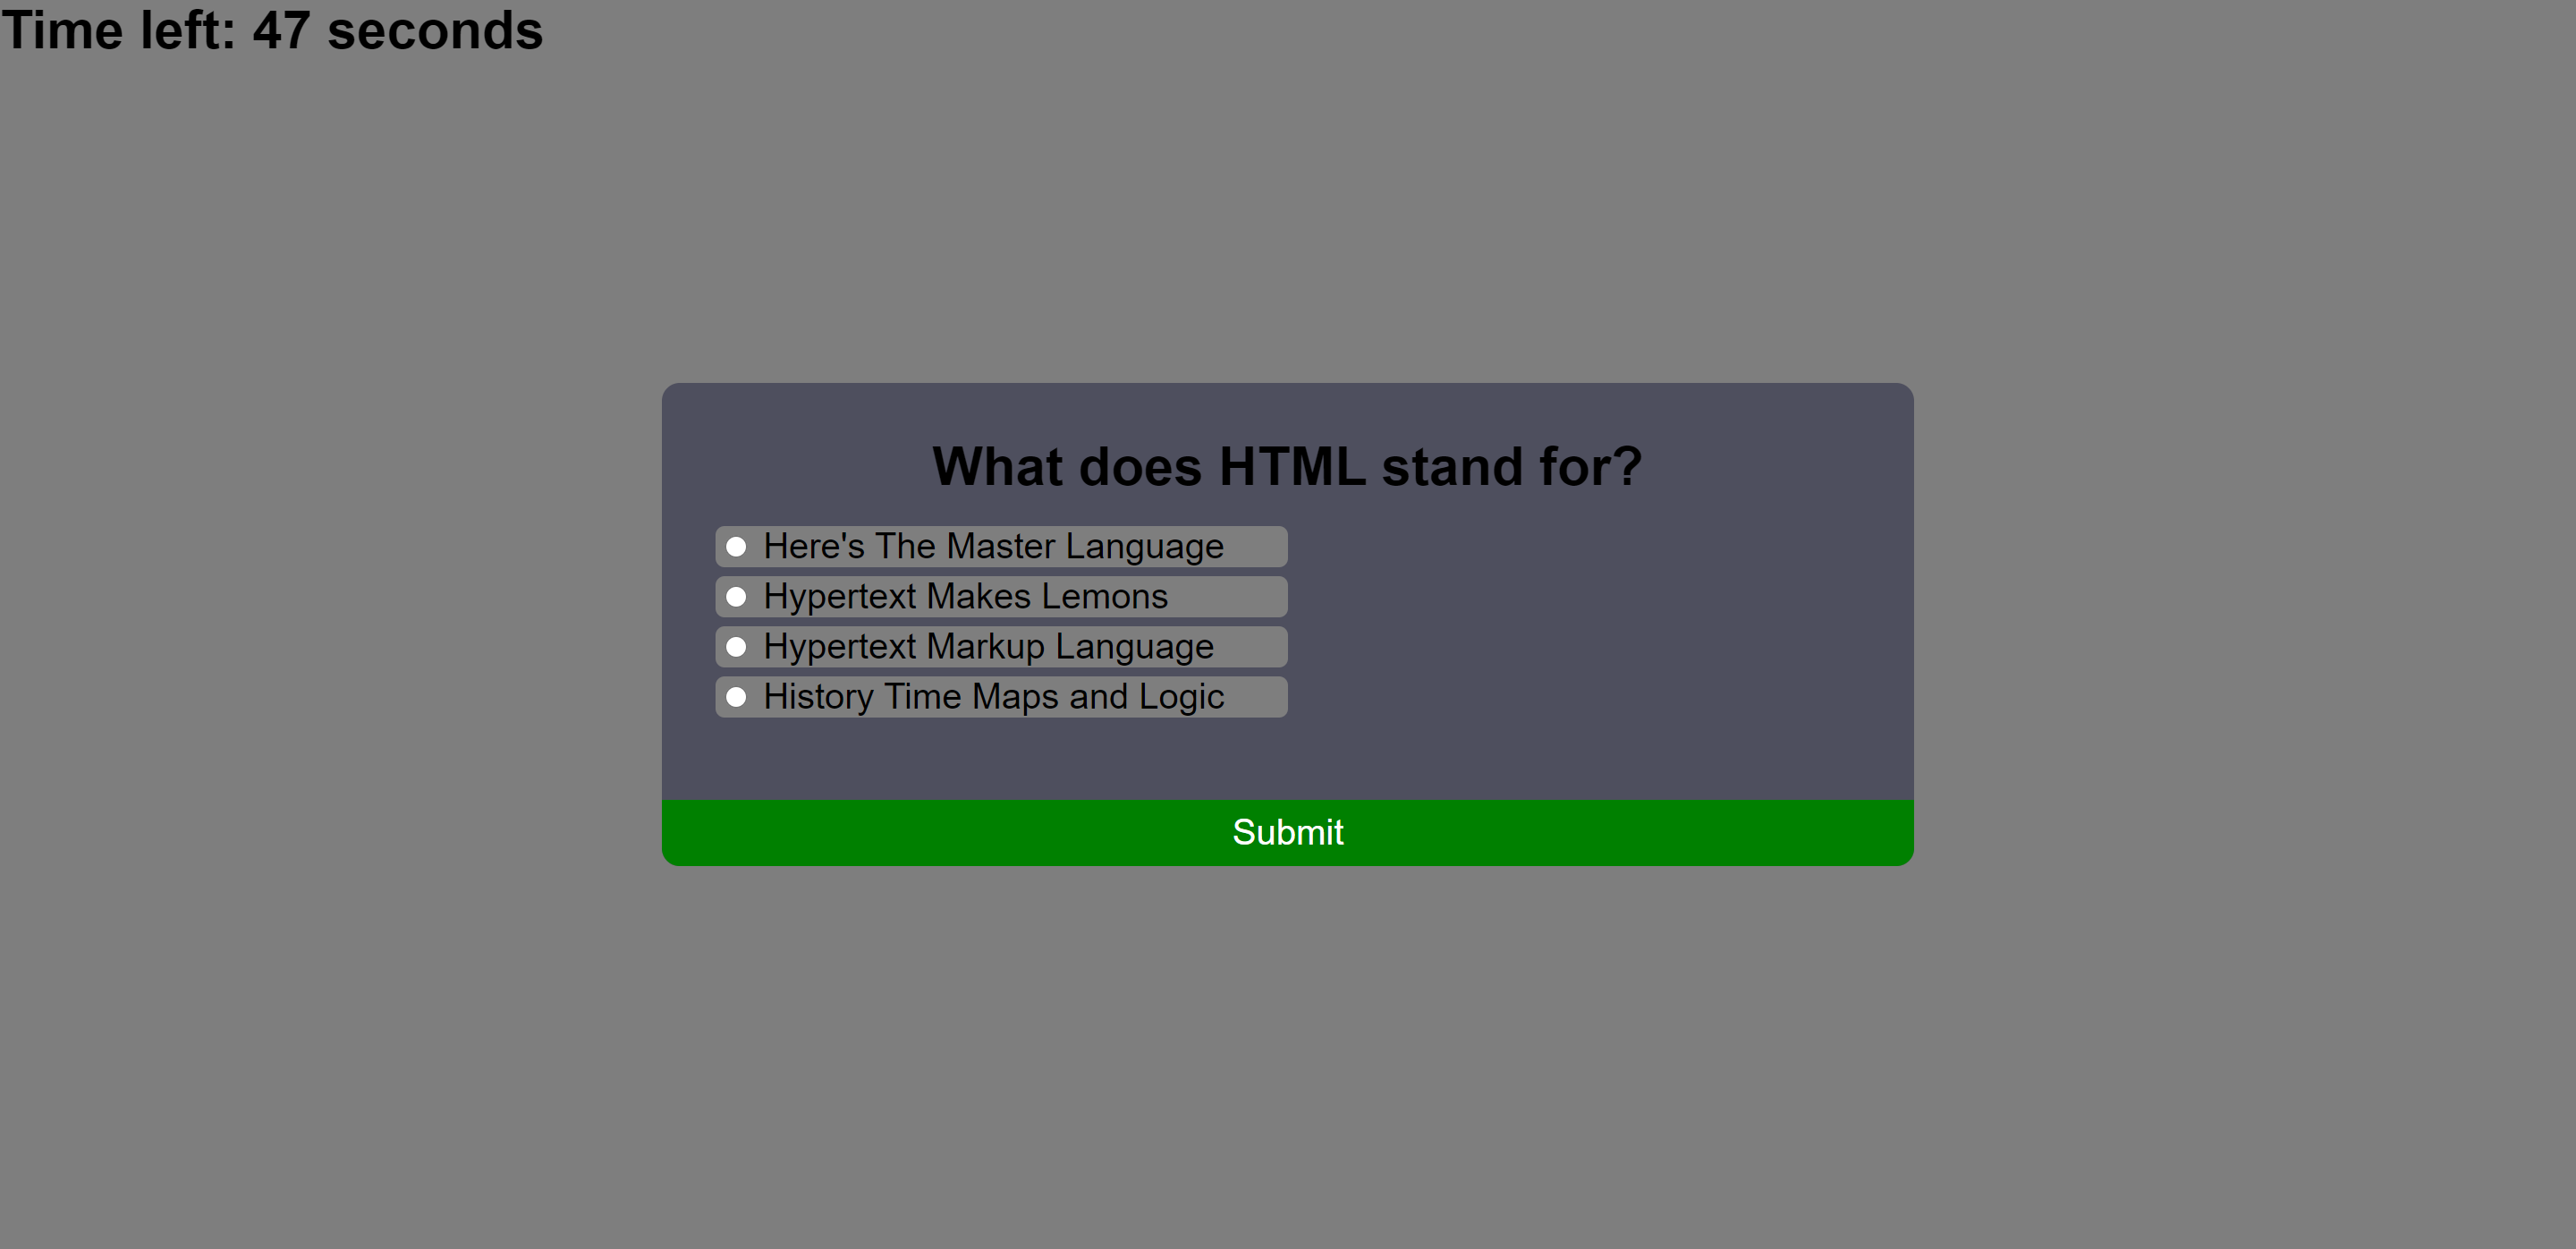 Time left: 47 seconds
What does HTML stand for?
Here's The Master Language
Hypertext Makes Lemons
Hypertext Markup Language
History Time Maps and Logic
Submit